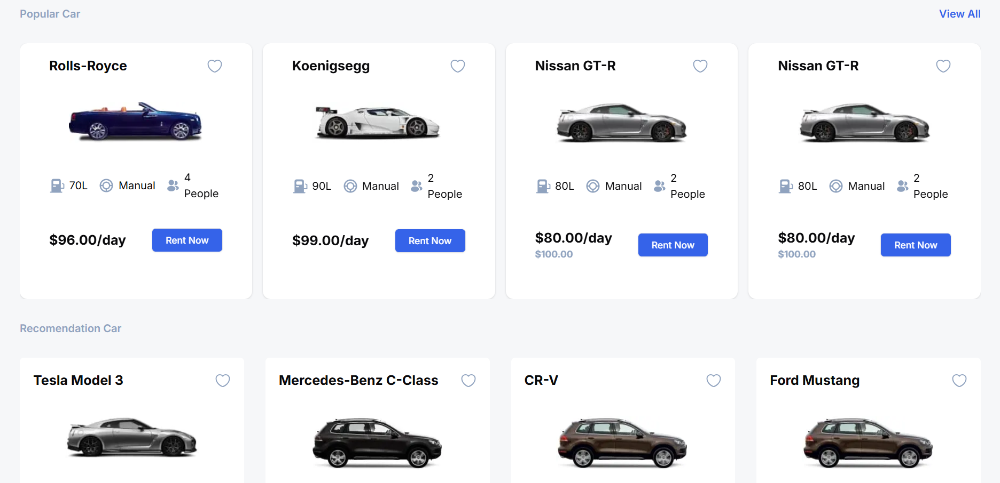 Popular Car
View All
Rolls-Royce
70L
Manual
4
People
$96.00/day
Rent Now
Koenigsegg
90L
Manual
2
People
$99.00/day
Rent Now
Nissan GT-R
80L
Manual
2
People
$80.00/day
$100.00
Rent Now
Nissan GT-R
80L
Manual
2
People
$80.00/day
$100.00
Rent Now
Recomendation Car
Tesla Model 3
Mercedes-Benz C-Class
CR-V
Ford Mustang